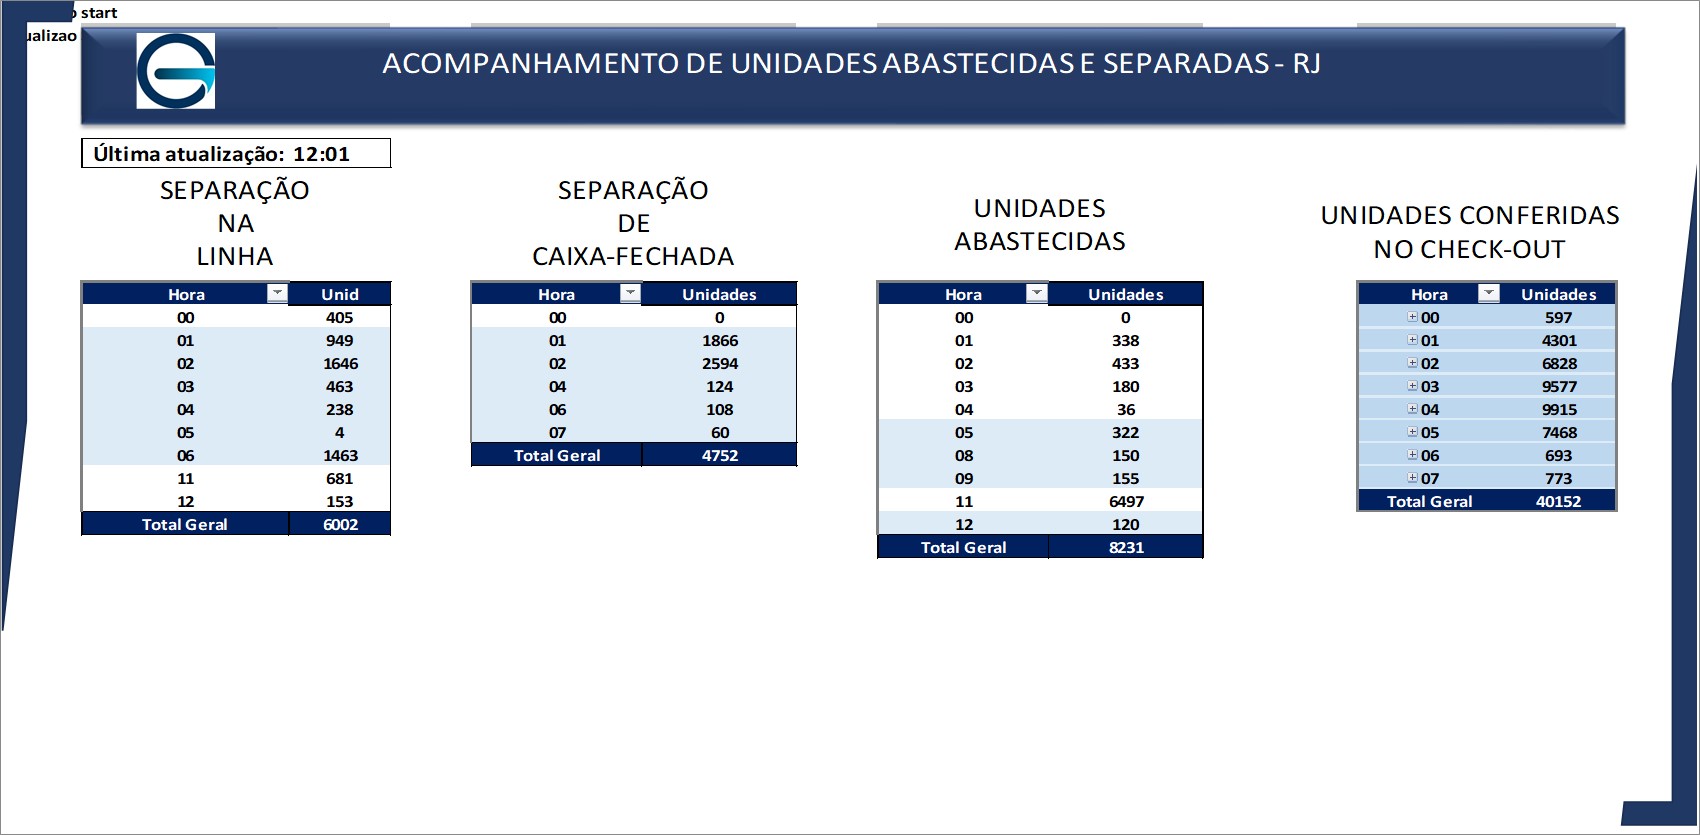 start
ualizao
ACOMPANHAMENTO DE UNIDADES ABASTECIDAS E SEPARADAS - RJ
Última atualização: 12:01
SEPARAÇÃO
NA
LINHA
Hora Unid
00 405
01 949
02 1646
03 463
04 238
05 4
06 1463
11 681
12 153
Total Geral 6002
SEPARAÇÃO
DE
CAIXA-FECHADA
Hora Unidades
00 0
01 1866
02 2594
04 124
06 108
07 60
Total Geral 4752
UNIDADES
ABASTECIDAS
Hora Unidades
00 0
01 338
02 433
03 180
04 36
05 322
08 150
09 155
11 6497
12 120
Total Geral 8231
UNIDADES CONFERIDAS
NO CHECK-OUT
Hora Unidades
00 597
01 4301
02 6828
03 9577
04 9915
05 7468
06 693
07 773
Total Geral 40152